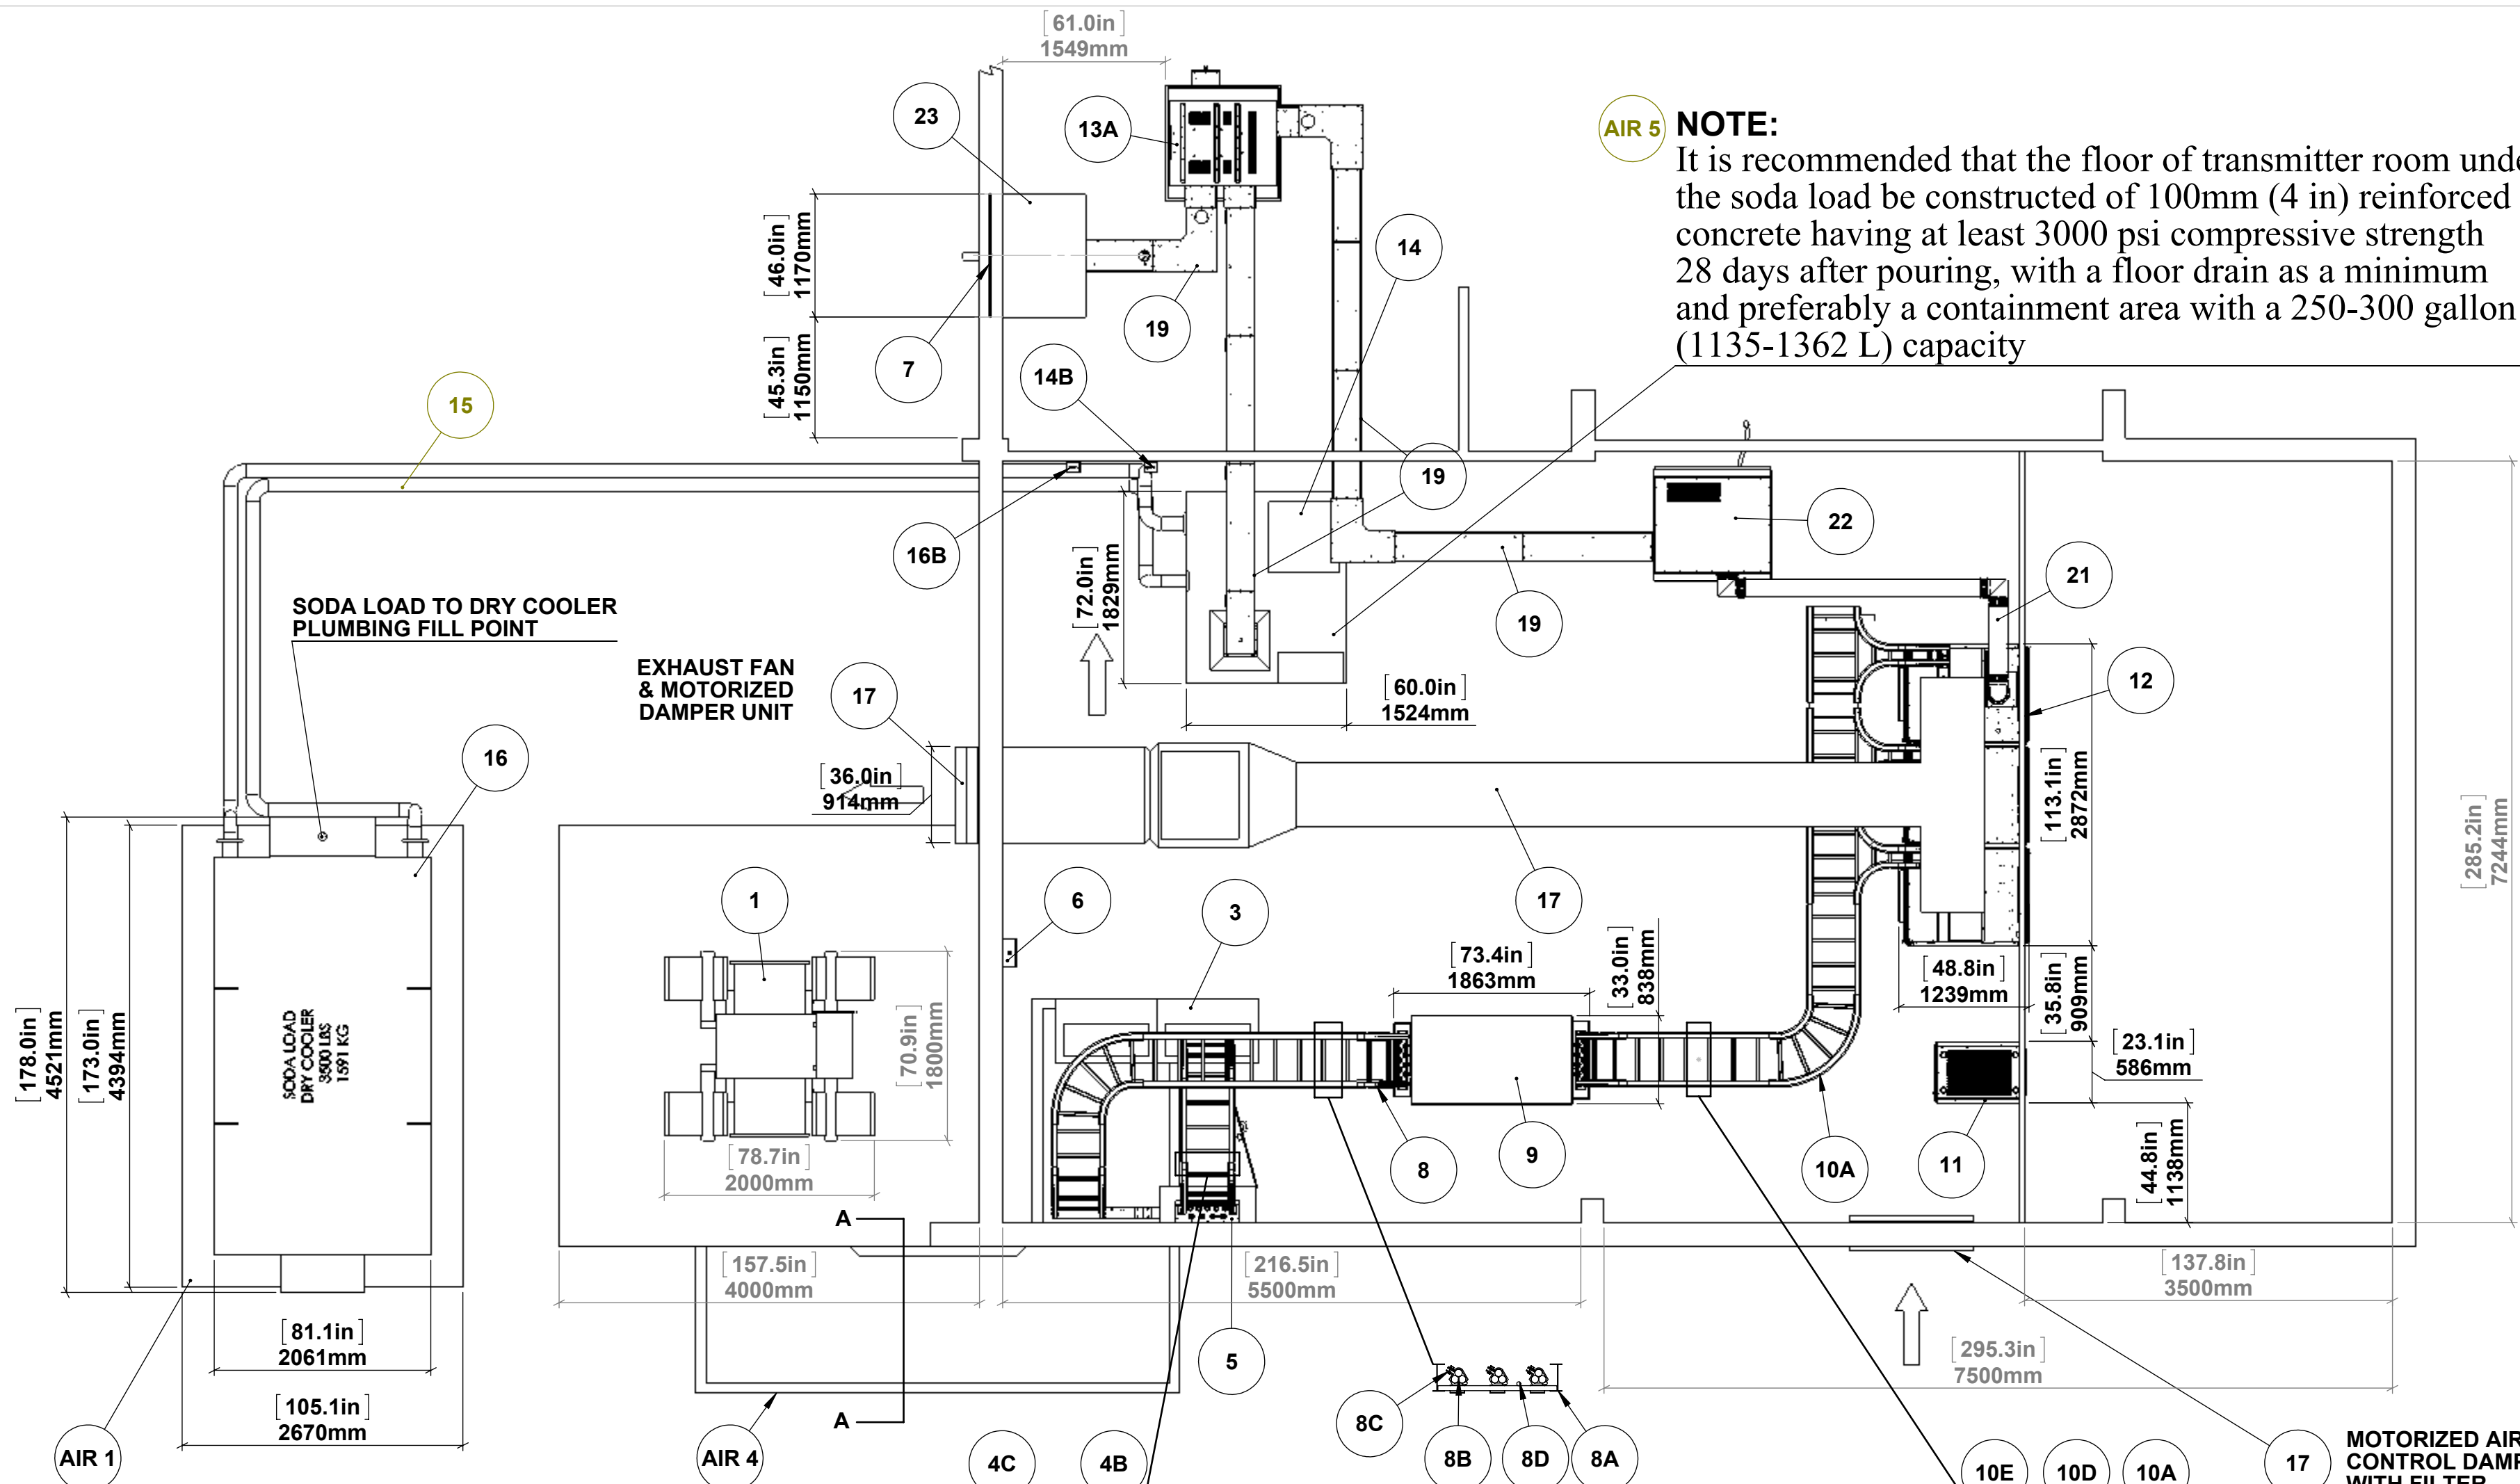 [61.0in]
1549mm
23
13A
AIR 5
NOTE:
It is recommended that the floor of transmitter room
the soda load be constructed of 100mm (4 in) reinforced
concrete having at least 3000 psi compressive strength
28 days after pouring, with a floor drain as a minimum
and preferably a containment area with a 250-300 gallon
(1135-1362 L) capacity
[46.0in]
1170mm
14
19
7
14B
[45.3in]
1150mm
15
19
16B
22
[72.0in]
1829mm
21
19
SODA LOAD TO DRY COOLER
PLUMBING FILL POINT
EXHAUST FAN
& MOTORIZED
DAMPER UNIT
17
[60.0in]
1524mm
12
16
[36.0in]
914mm
[113.1in]
2872mm
[285.2in]
7244mm
1
6
3
17
[73.4in]
1863mm
[33.0in]
838mm
[48.8in]
1239mm
[35.8in]
909mm
[178.0in]
4521mm
[173.0in]
4394mm
SODA LOAD
DRY COOLER
3500 LBS
1591 KG
[70.9in]
1800mm
[23.1in]
586mm
[78.7in]
2000mm
8
9
10A
11
[44.8in]
1138mm
A
[157.5in]
4000mm
[216.5in]
5500mm
[137.8in]
3500mm
[81.1in]
2061mm
5
[295.3in]
7500mm
[105.1in]
2670mm
A
8C
AIR 1
AIR 4
4C
4B
8B
8D
8A
10E
10D
10A
17
MOTORIZED AIR
CONTROL
WITH FILTER